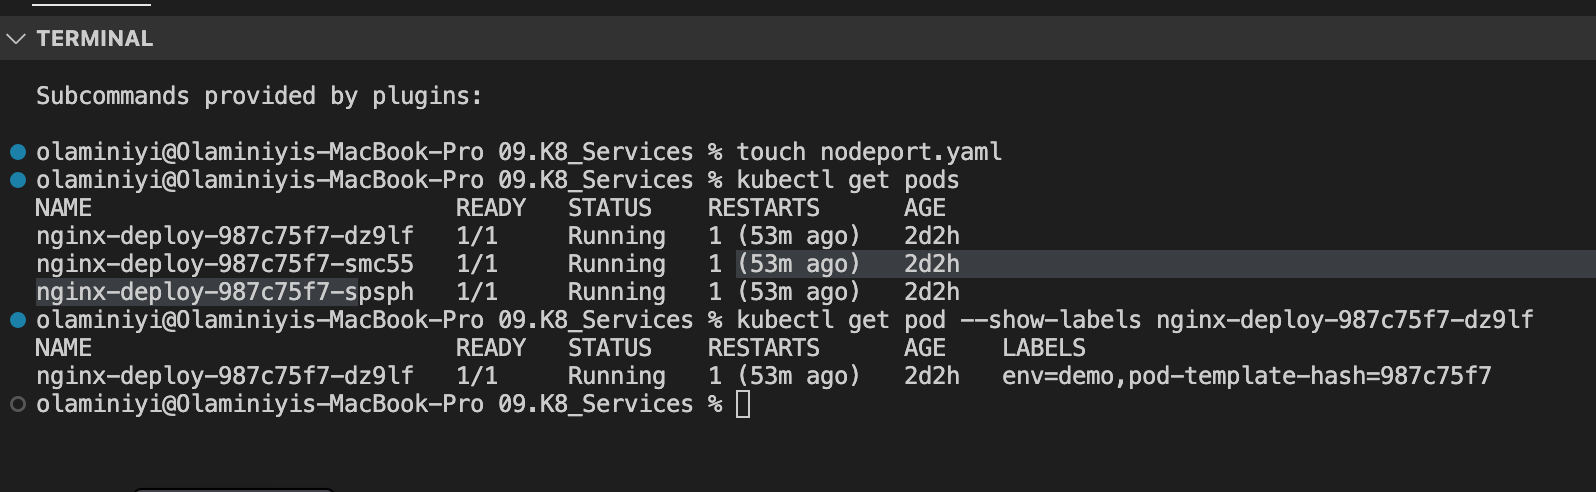 TERMINAL
Subcommands provided by plugins:
olaminiyi@Olaminiyis-MacBook-Pro 09.K8_Services % touch nodeport.yaml
olaminiyi@Olaminiyis-MacBook-Pro 09.K8_Services % kubectl get pods
NAME READY STATUS RESTARTS AGE
nginx-deploy-987c75f7-dz9lf 1/1 Running 1 (53m ago) 2d2h
nginx-deploy-987c75f7-smc55 1/1 Running 1 (53m ago) 2d2h
nginx-deploy-987c75f7-spsph 1/1 Running 1 (53m ago) 2d2h
olaminiyi@Olaminiyis-MacBook-Pro 09.K8_Services % kubectl get pod --show-labels nginx-deploy-987c75f7-dz9lf
NAME READY STATUS RESTARTS AGE LABELS
nginx-deploy-987c75f7-dz9lf 1/1 Running 1 (53m ago) 2d2h env=demo,pod-template-hash=987c75f7
olaminiyi@Olaminiyis-MacBook-Pro 09.K8_Services %